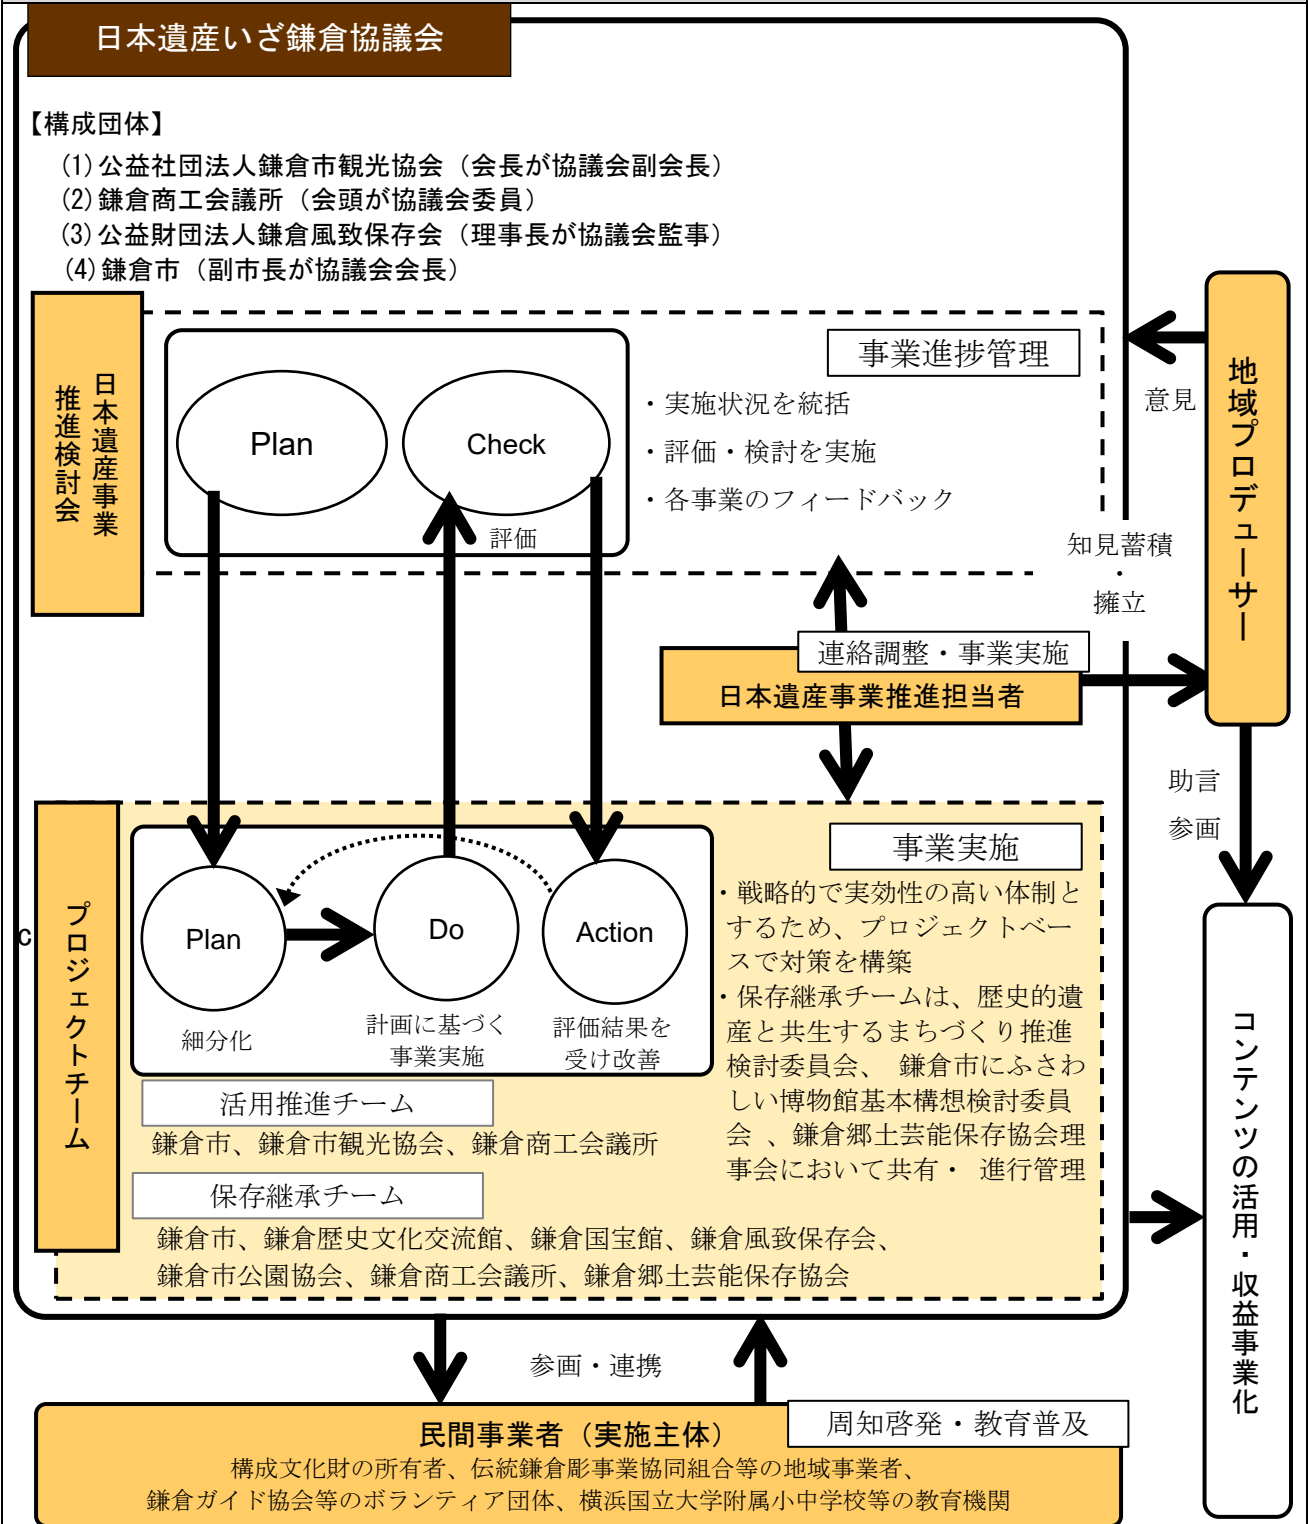 日本遺産いざ鎌倉協議会
【構成団体】
(1)公益社団法人鎌倉市観光協会（会長が協議会副会長）
(2)鎌倉商工会議所（会頭が協議会委員）
(3)公益財団法人鎌倉風致保存会（理事長が協議会監事）
(4)鎌倉市（副市長が協議会会長）
日本遺産事業
推進検討会
Plan
Check
評価
事業進捗管理
・実施状況を統括
・評価・検討を実施
・各事業のフィードバック
意見
地域プロデューサー
知見蓄積
・
擁立
連絡調整・事業実施
日本遺産事業推進担当者
助言
参画
c
プロジェクトチーム
Plan
Do
Action
細分化
計画に基づく
事業実施
評価結果を
受け改善
事業実施
・戦略的で実効性の高い体制と
するため、プロジェクトベー
スで対策を構築
・保存継承チームは、歴史的遺
産と共生するまちづくり推進
検討委員会、 鎌倉市にふさわ
しい博物館基本構想検討委員
会 、鎌倉郷土芸能保存協会理
事会において共有・ 進行管理
活用推進チーム
鎌倉市、鎌倉市観光協会、鎌倉商工会議所
保存継承チーム
鎌倉市、鎌倉歴史文化交流館、鎌倉国宝館、鎌倉風致保存会、
鎌倉市公園協会、鎌倉商工会議所、鎌倉郷土芸能保存協会
コンテンツの活用・収益事業化
参画・連携
周知啓発・教育普及
民間事業者（実施主体）
構成文化財の所有者、伝統鎌倉彫事業協同組合等の地域事業者、
鎌倉ガイド協会等のボランティア団体、横浜国立大学附属小中学校等の教育機関